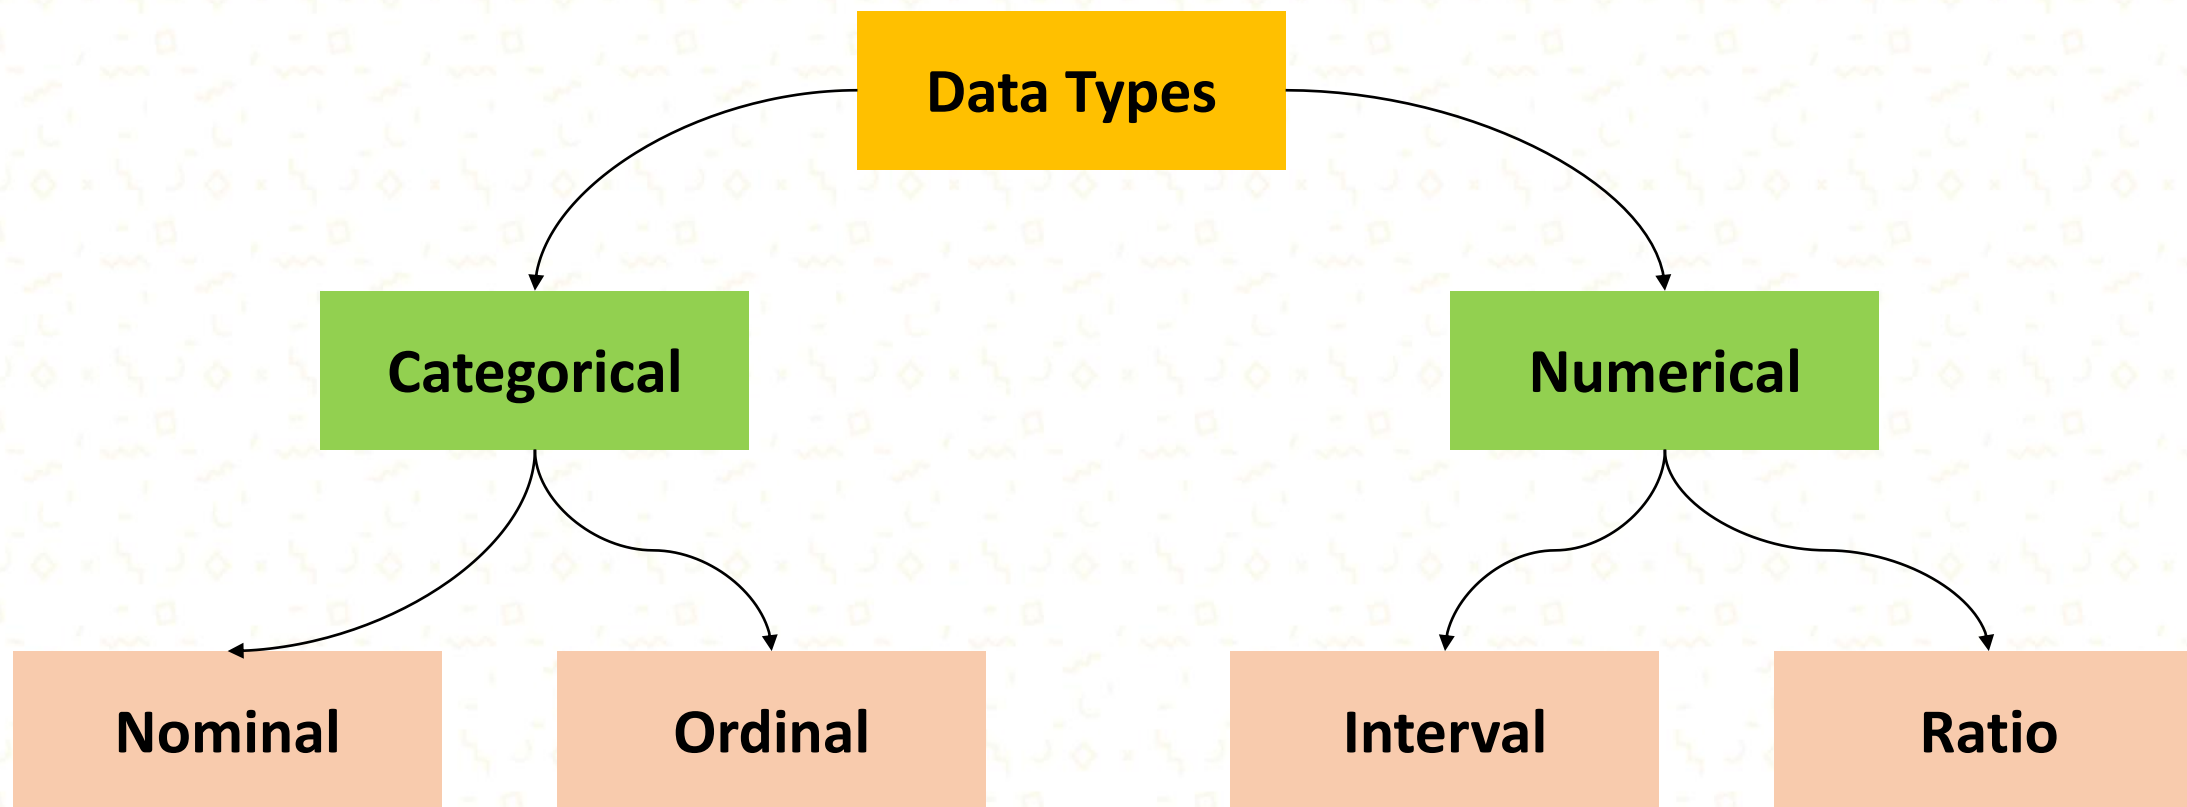 Data Types
Categorical
Numerical
Nominal
Ordinal
Interval
Ratio